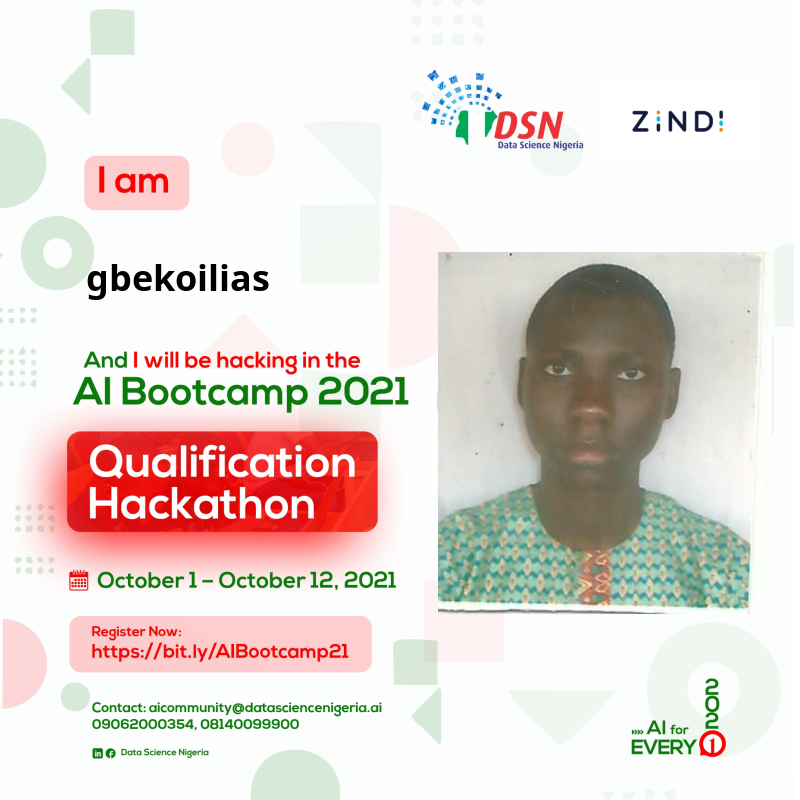 DSN
Data Science Nigeria
ZiND!
I am
gbekoilias
And I will be hacking in the
AI Bootcamp 2021
Qualification
Hackathon
October 1 – October 12, 2021
Register Now:
https://bit.ly/AIBootcamp21
Contact: aicommunity@datasciencenigeria.ai
09062000354, 08140099900
Data Science Nigeria
2021
AI for
EVERY1